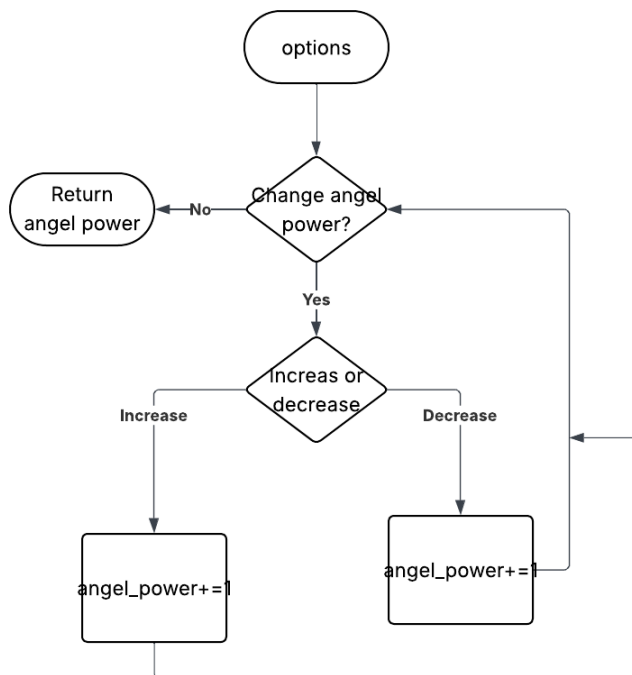 options
Change angel
power?
No
Return
angel power
Yes
Increas or
decrease
Increase
Decrease
angel_power+=1
angel_power+=1